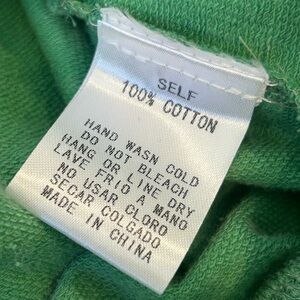 SELF
100% COTTON
HAND WASN COLD
DO NOT BLEACH
HANG OR LINE DRY
LAVE FRIO A MANO
NO USAR CLORO
SECAR COLGADO
MADE IN CHINA